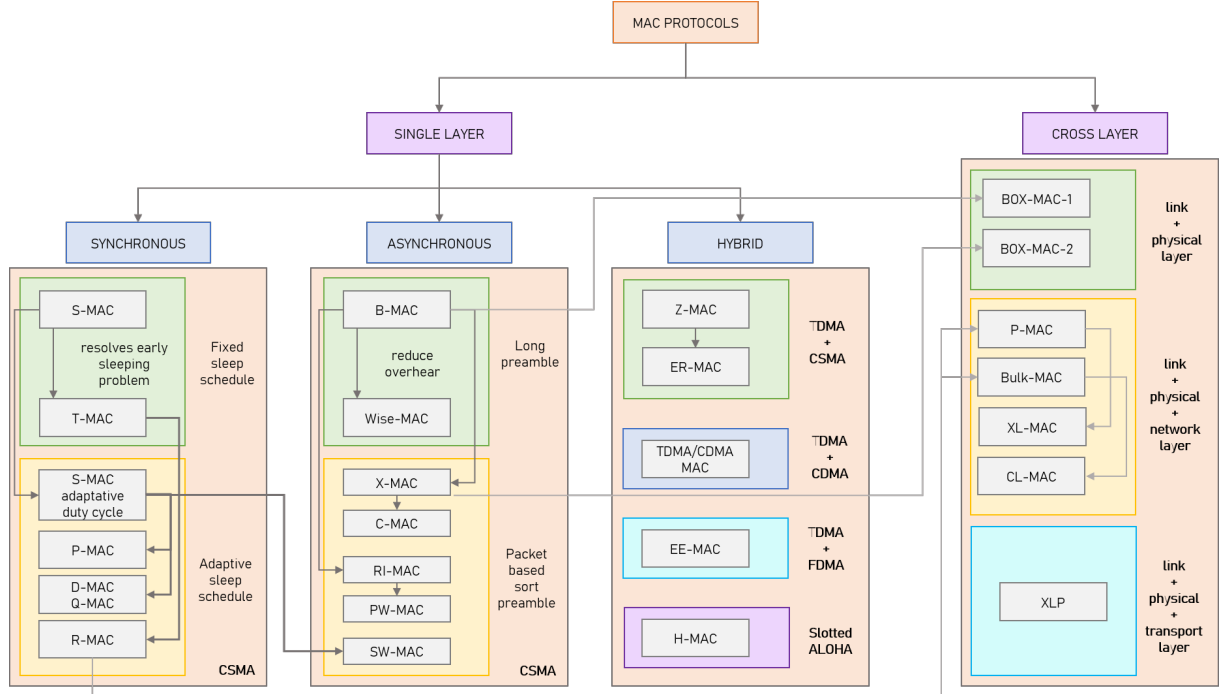 MAC PROTOCOLS
SINGLE LAYER
CROSS LAYER
SYNCHRONOUS
ASYNCHRONOUS
HYBRID
S-MAC
resolves early
sleeping
problem
T-MAC
Fixed
sleep
schedule
S-MAC
adaptative
duty cycle
P-MAC
D-MAC
Q-MAC
R-MAC
Adaptive
sleep
schedule
CSMA
B-MAC
reduce
overhear
Wise-MAC
Long
preamble
X-MAC
C-MAC
RI-MAC
PW-MAC
SW-MAC
Packet
based
sort
preamble
CSMA
Z-MAC
ER-MAC
TDMA
+
CSMA
TDMA/CDMA
MAC
TDMA
+
CDMA
EE-MAC
TDMA
+
FDMA
H-MAC
Slotted
ALOHA
BOX-MAC-1
BOX-MAC-2
link
+
physical
layer
P-MAC
Bulk-MAC
XL-MAC
CL-MAC
link
+
physical
+
network
layer
XLP
link
+
physical
+
transport
layer